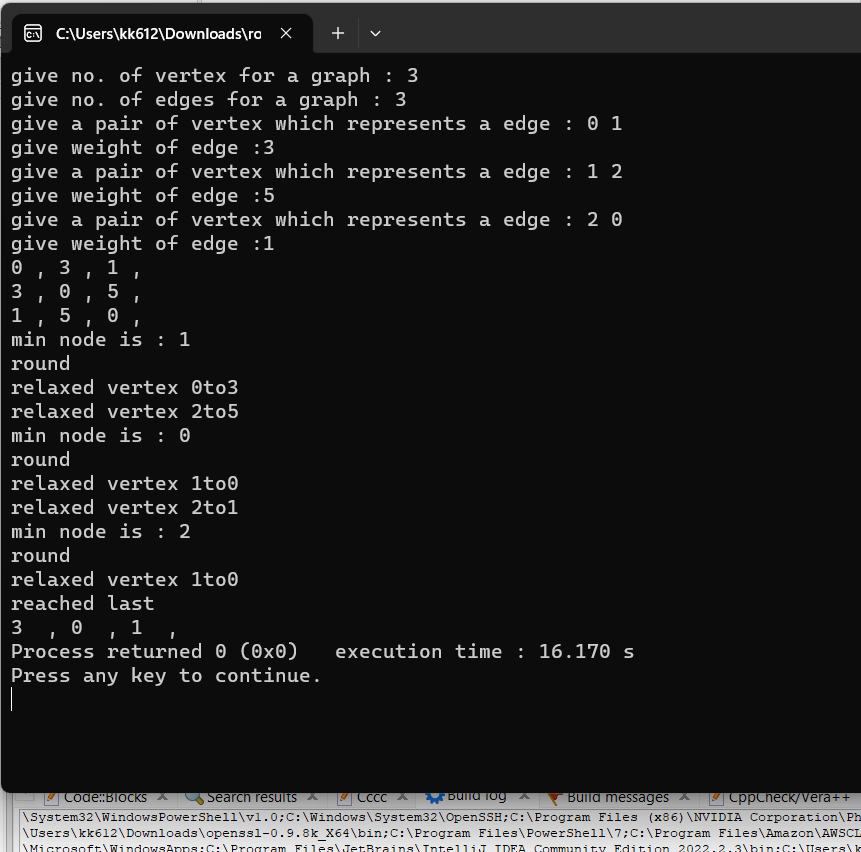 C:\Users\kk612\Downloads\ro
give no. of vertex for a graph : 3
give no. of edges for a graph : 3
give a pair of vertex which represents a edge : 0 1
give weight of edge :3
give a pair of vertex which represents a edge : 1 2
give weight of edge :5
give a pair of vertex which represents a edge : 2 0
give weight of edge :1
0 , 3 , 1 ,
3 , 0 , 5 ,
1 , 5 , 0 ,
min node is : 1
round
relaxed vertex 0to3
relaxed vertex 2to5
min node is : 0
round
relaxed vertex 1to0
relaxed vertex 2to1
min node is : 2
round
relaxed vertex 1to0
reached last
3  , 0  , 1  ,
Process returned 0 (0x0)   execution time : 16.170 s
Press any key to continue.
Code::Blocks Search results Cccc Build log Build messages CppCheck/Vera++
\System32\WindowsPowerShell\v1.0;C:\Windows\System32\OpenSSH;C:\Program Files (x86)\NVIDIA Corporation\Ph
\Users\kk612\Downloads\openssl-0.9.8k_X64\bin;C:\Program Files\PowerShell\7;C:\Program Files\Amazon\AWSCL
\Microsoft\WindowsApps;C:\Program Files\JetBrains\IntelliJ IDEA Community Edition 2022.2.3\bin;C:\Users\k